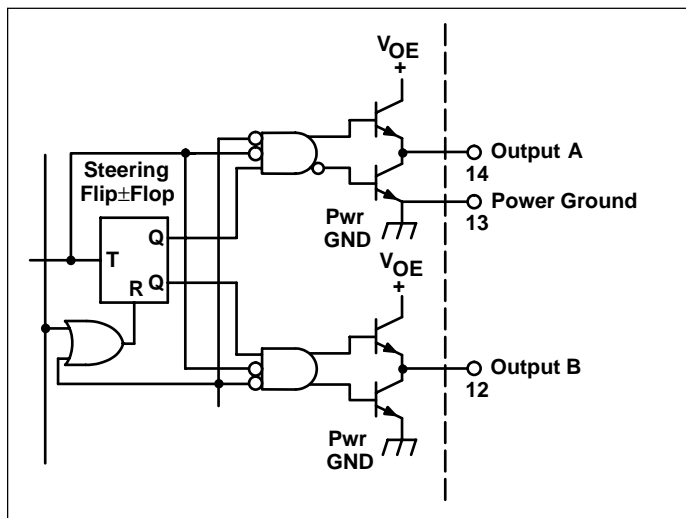 V_OE
+
Steering
Flip±Flop
Output A
14
Power Ground
13
Pwr
GND
Q
T
Q
R
V_OE
+
Output B
12
Pwr
GND